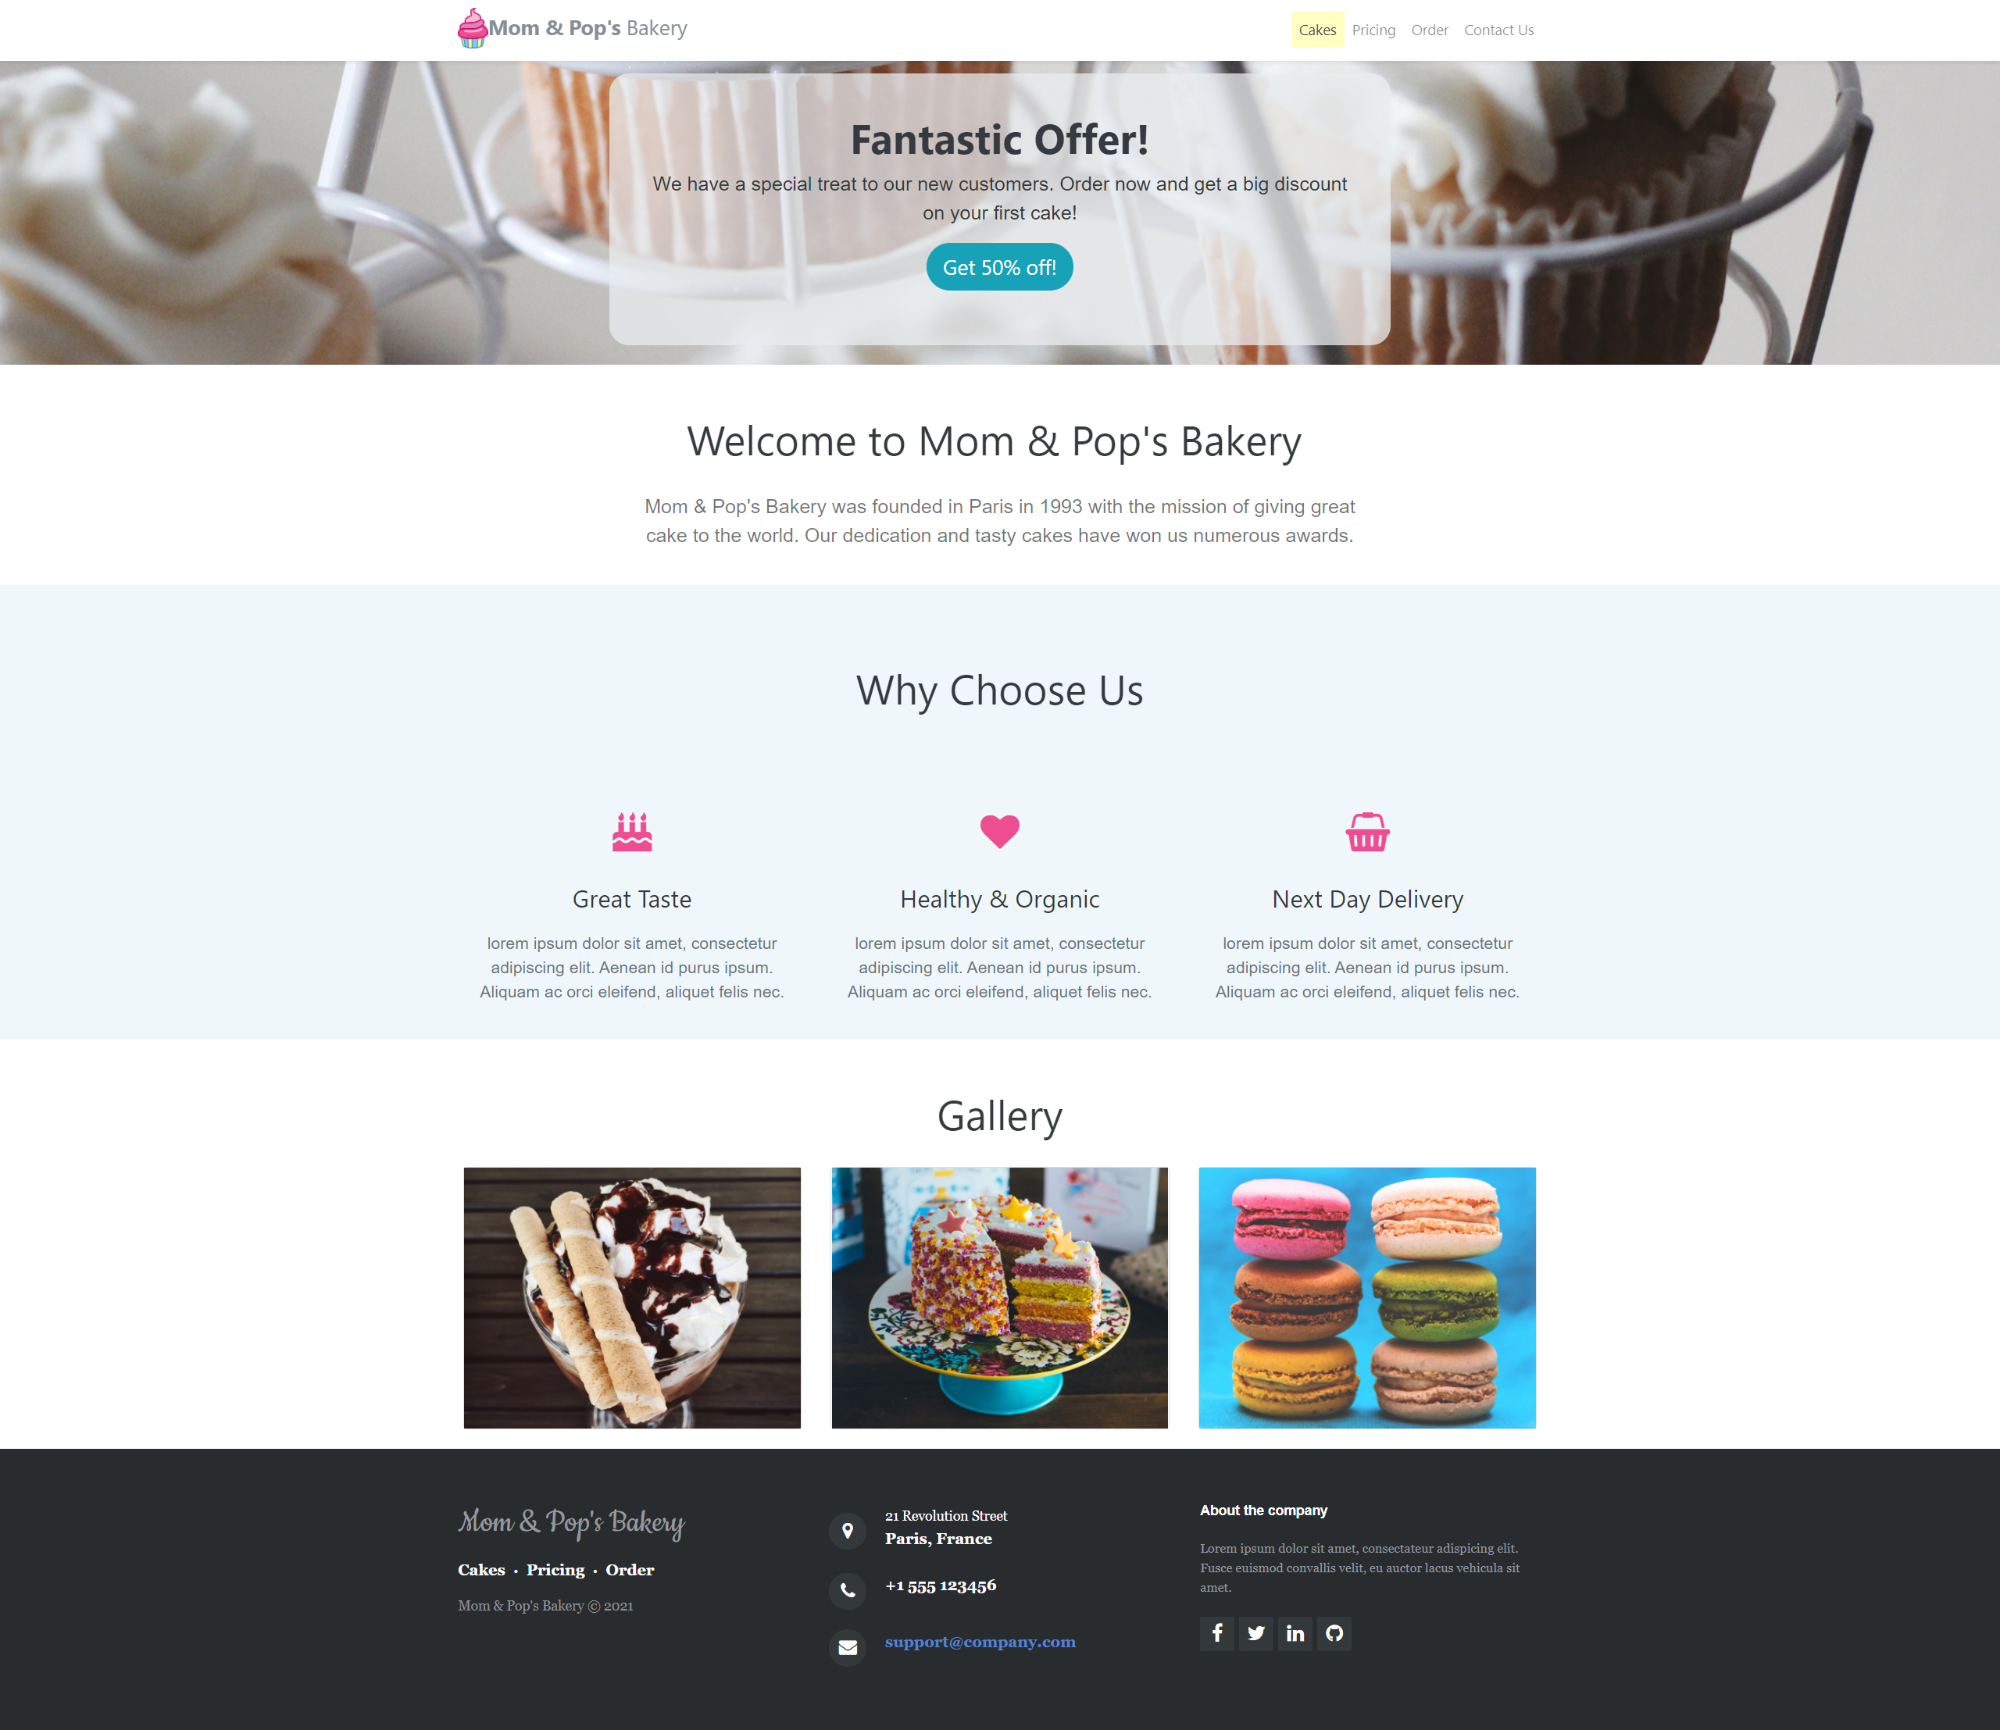 Mom & Pop's Bakery
Cakes Pricing Order Contact Us
Fantastic Offer!
We have a special treat to our new customers. Order now and get a big discount
on your first cake!
Get 50% off!
Welcome to Mom & Pop's Bakery
Mom & Pop's Bakery was founded in Paris in 1993 with the mission of giving great
cake to the world. Our dedication and tasty cakes have won us numerous awards.
Why Choose Us
Great Taste
lorem ipsum dolor sit amet, consectetur
adipiscing elit. Aenean id purus ipsum.
Aliquam ac orci eleifend, aliquet felis nec.
Healthy & Organic
lorem ipsum dolor sit amet, consectetur
adipiscing elit. Aenean id purus ipsum.
Aliquam ac orci eleifend, aliquet felis nec.
Next Day Delivery
lorem ipsum dolor sit amet, consectetur
adipiscing elit. Aenean id purus ipsum.
Aliquam ac orci eleifend, aliquet felis nec.
Gallery
Mom & Pop's Bakery
Cakes · Pricing · Order
Mom & Pop's Bakery © 2021
21 Revolution Street
Paris, France
+1 555 123456
support@company.com
About the company
Lorem ipsum dolor sit amet, consectateur adispicing elit.
Fusce euismod convallis velit, eu auctor lacus vehicula sit
amet.